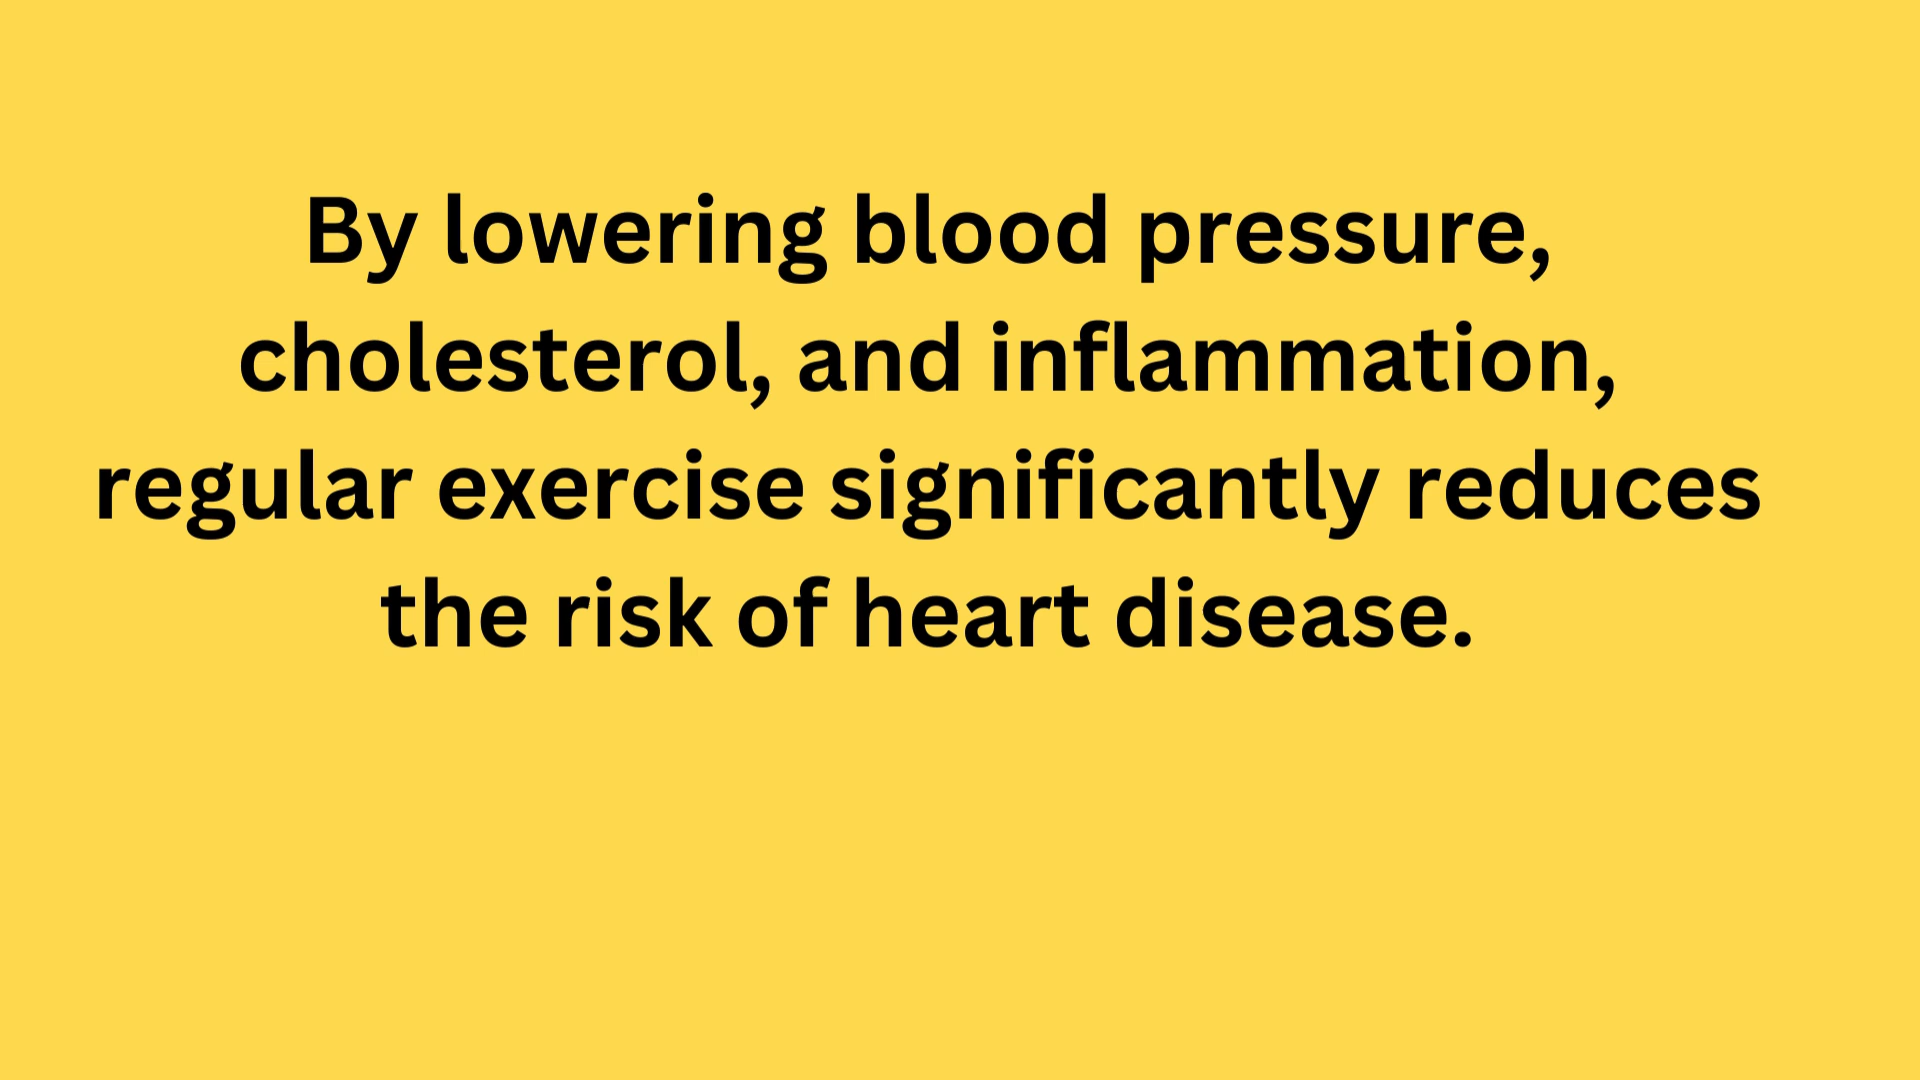 By lowering blood pressure,
cholesterol, and inflammation,
regular exercise significantly reduces
the risk of heart disease.